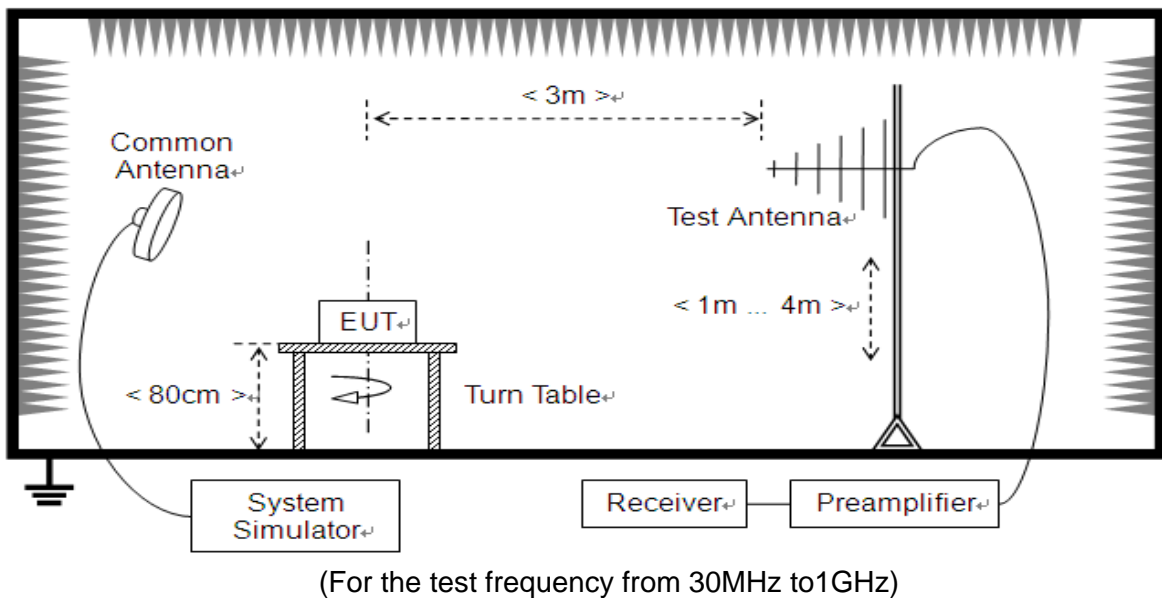 < 3m >↵
Common
Antenna↵
Test Antenna↵
< 1m ... 4m >↵
EUT↵
< 80cm >↵
Turn Table↵
System
Simulator↵
Receiver↵
Preamplifier↵
(For the test frequency from 30MHz to1GHz)